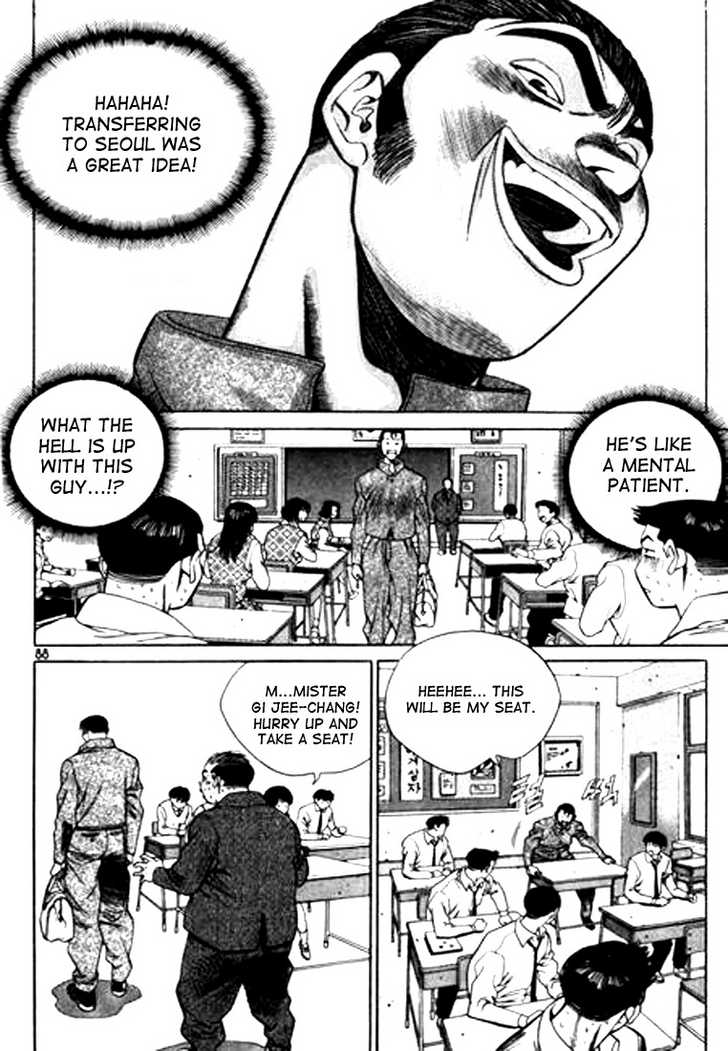 HAHAHA!
TRANSFERRING
TO SEOUL WAS
A GREAT IDEA!
WHAT THE
HELL IS UP
WITH THIS
GUY...!?
HE'S LIKE
A MENTAL
PATIENT.
88
M...MISTER
GI JEE-CHANG!
HURRY UP AND
TAKE A SEAT!
HEEHEE... THIS
WILL BE MY SEAT.